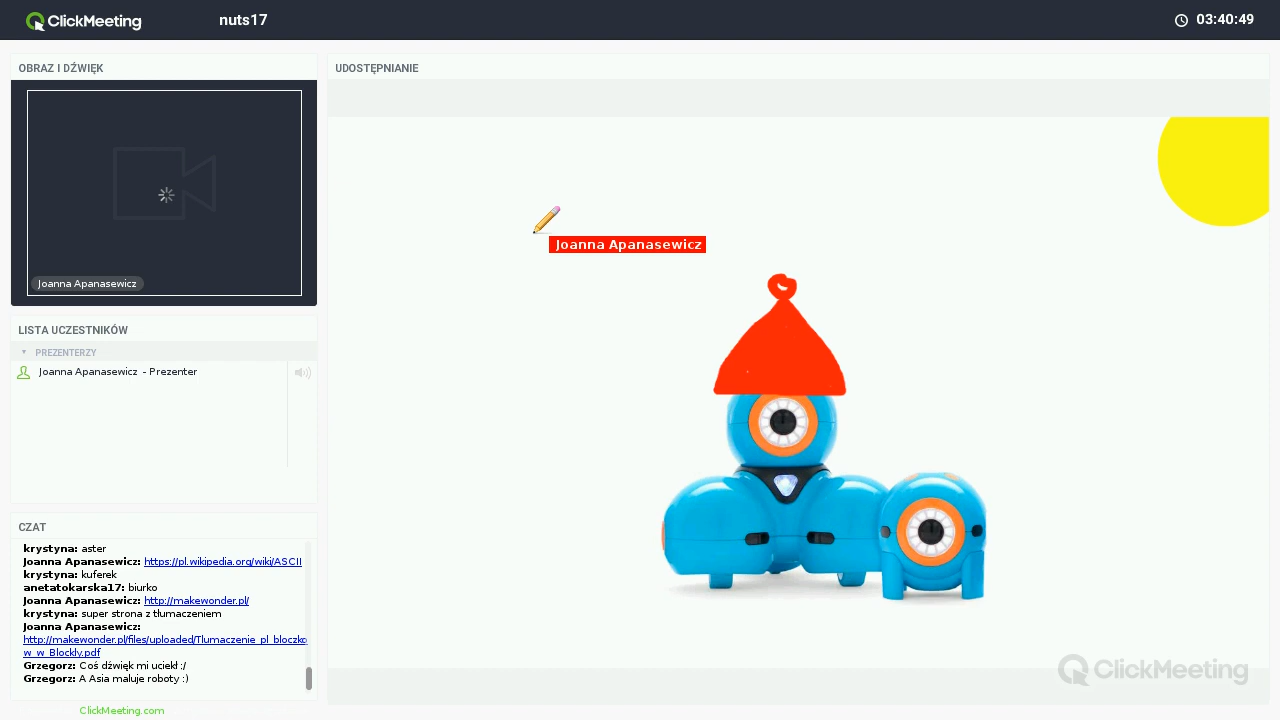 ClickMeeting
nuts17
03:40:49
OBRAZ I DŹWIĘK
Joanna Apanasewicz
LISTA UCZESTNIKÓW
PREZENTERZY
Joanna Apanasewicz - Prezenter
CZAT
krystyna: aster
Joanna Apanasewicz: https://pl.wikipedia.org/wiki/ASCII
krystyna: kuferek
anetatokarska17: biurko
Joanna Apanasewicz: http://makewonder.pl/
krystyna: super strona z tłumaczeniem
Joanna Apanasewicz:
http://makewonder.pl/files/uploaded/Tlumaczenie_pl_bloczko
w_w_Blockly.pdf
Grzegorz: Coś dźwięk mi uciekł :/
Grzegorz: A Asia maluje roboty :)
ClickMeeting.com
UDOSTĘPNIANIE
Joanna Apanasewicz
ClickMeeting